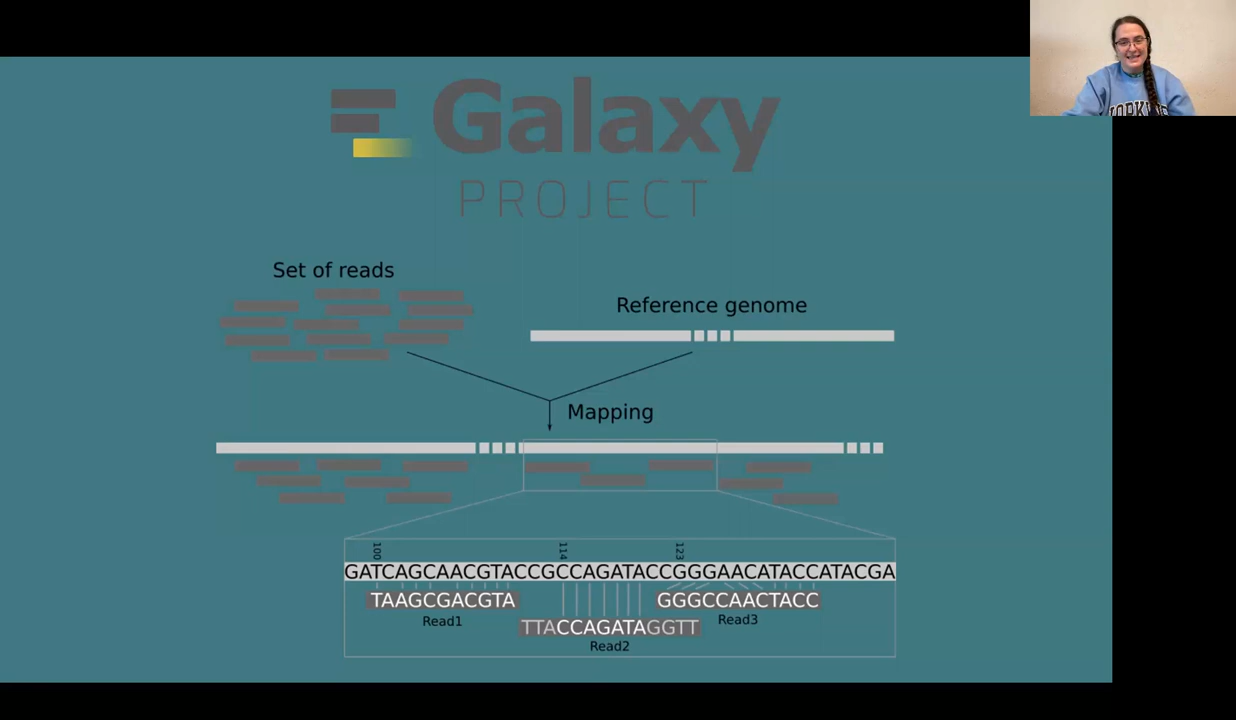 Galaxy
PROJECT
Set of reads
Reference genome
Mapping
100 114 123
GATCAGCAACGTACCGCCAGATACCGGGAACATACCATACGA
TAAGCGACGTA GGGCCAACTACC
Read1 Read3
TTACCAGATAGGTT
Read2